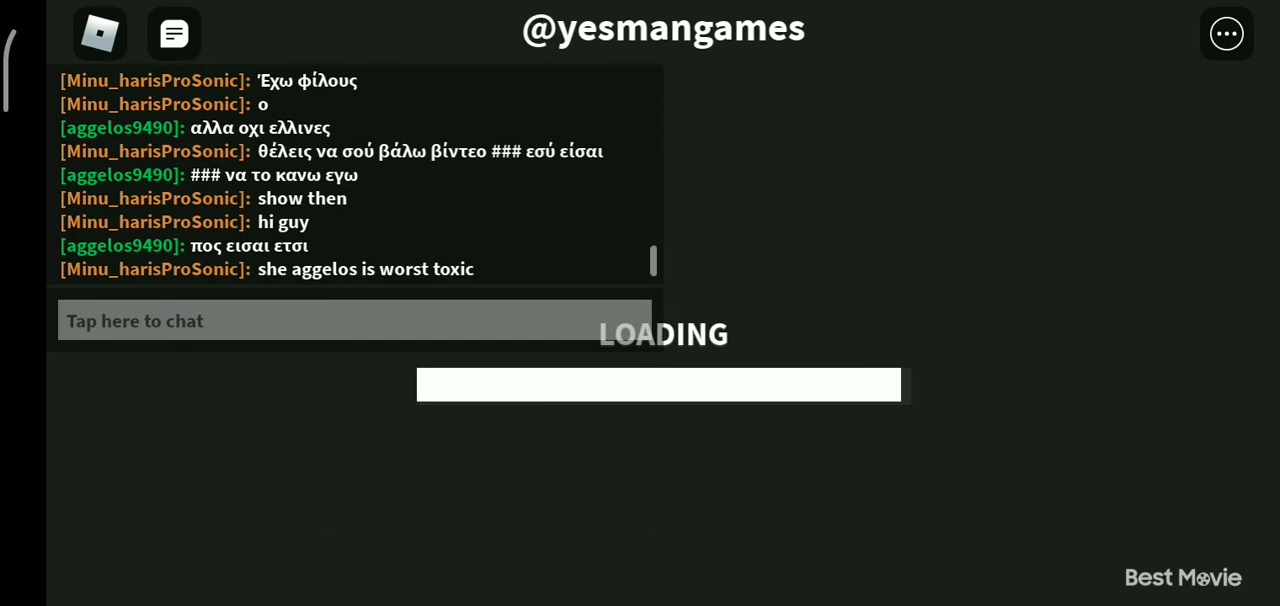 @yesmangames
[Minu_harisProSonic]: Έχω φίλους
[Minu_harisProSonic]: ο
[aggelos9490]: αλλα οχι ελλινες
[Minu_harisProSonic]: θέλεις να σού βάλω βίντεο ### εσύ είσαι
[aggelos9490]: ### να το κανω εγω
[Minu_harisProSonic]: show then
[Minu_harisProSonic]: hi guy
[aggelos9490]: πος εισαι ετσι
[Minu_harisProSonic]: she aggelos is worst toxic
Tap here to chat
LOADING
Best Movie